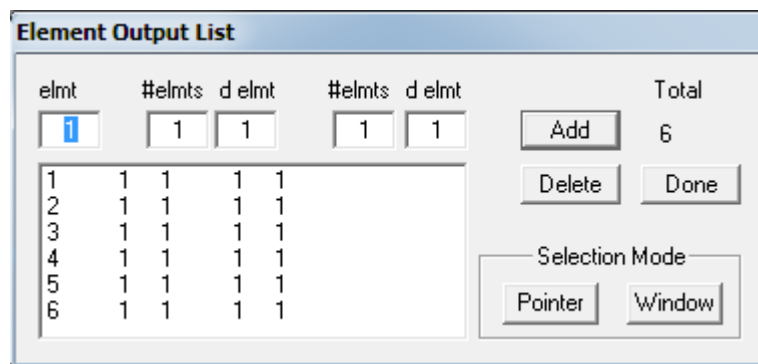 Element Output List
elmt #elmts d elmt #elmts d elmt Total
1 1 1 1 1 Add 6
1 1 1 1 1 Delete Done
2 1 1 1 1
3 1 1 1 1
4 1 1 1 1 Selection Mode
5 1 1 1 1
6 1 1 1 1 Pointer Window